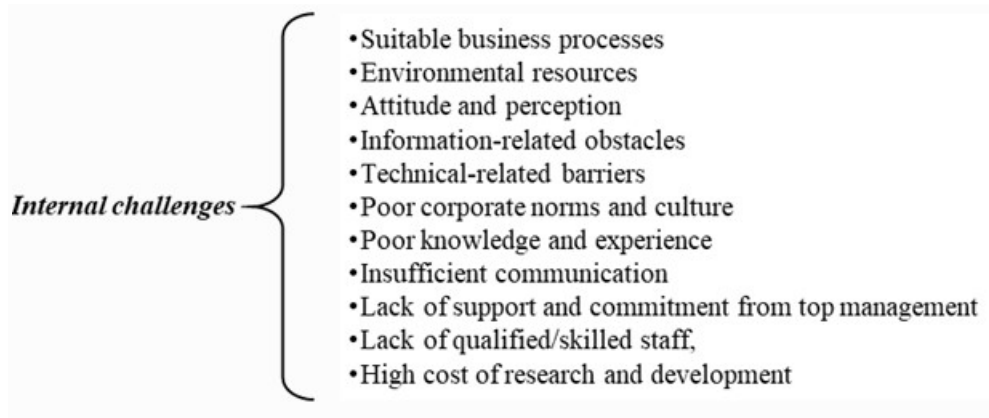 Internal challenges
•Suitable business processes
•Environmental resources
•Attitude and perception
•Information-related obstacles
•Technical-related barriers
•Poor corporate norms and culture
•Poor knowledge and experience
•Insufficient communication
•Lack of support and commitment from top management
•Lack of qualified/skilled staff,
•High cost of research and development